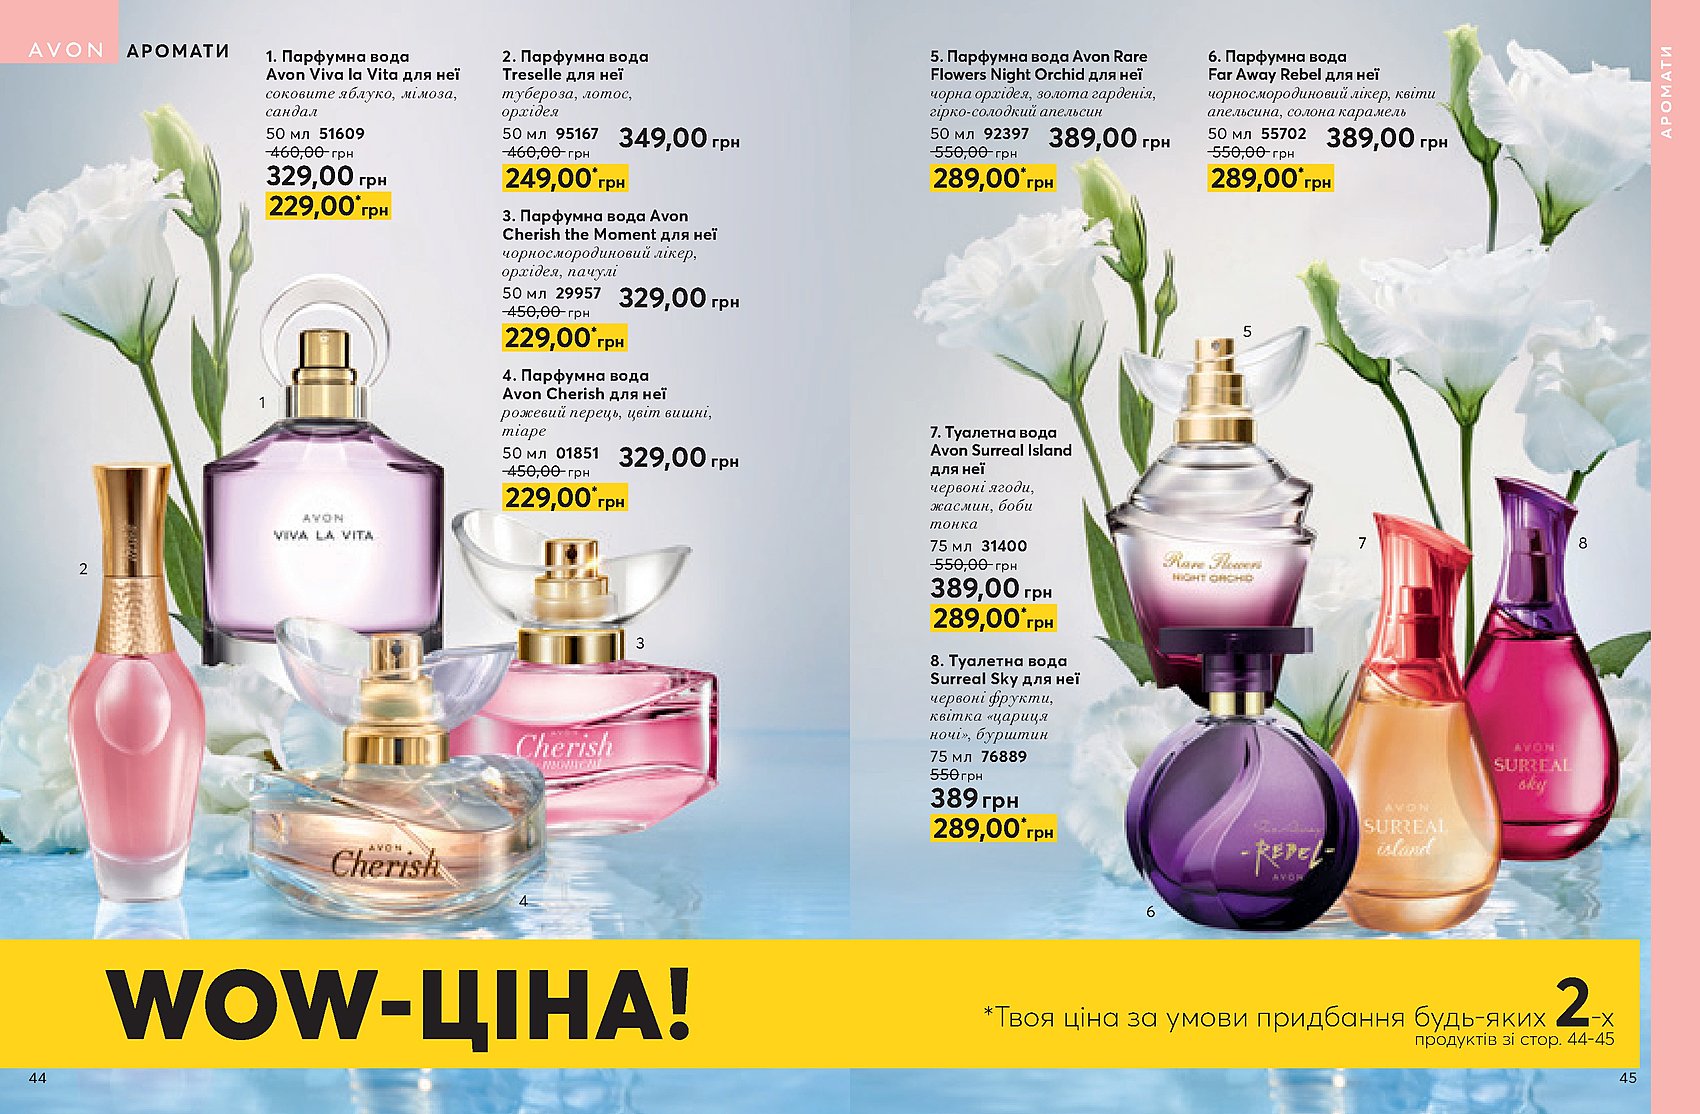 AVON АРОМАТИ
1. Парфумна вода
Avon Viva la Vita для неї
соковите яблуко, мімоза,
сандал
50 мл 51609
460,00 грн
329,00 грн
229,00*грн
2. Парфумна вода
Treselle для неї
тубероза, лотос,
орхідея
50 мл 95167
460,00 грн
349,00 грн
249,00*грн
3. Парфумна вода Avon
Cherish the Moment для неї
чорносмородиновий лікер,
орхідея, пачулі
50 мл 29957
450,00 грн
329,00 грн
229,00*грн
4. Парфумна вода
Avon Cherish для неї
рожевий перець, цвіт вишні,
тіаре
50 мл 01851
450,00 грн
329,00 грн
229,00*грн
1
AVON
VIVA LA VITA
2
3
AVON
Cherish
moment
AVON
Cherish
4
5. Парфумна вода Avon Rare
Flowers Night Orchid для неї
чорна орхідея, золота гарденія,
гірко-солодкий апельсин
50 мл 92397
550,00 грн
389,00 грн
289,00*грн
6. Парфумна вода
Far Away Rebel для неї
чорносмородиновий лікер, квіти
апельсина, солона карамель
50 мл 55702
550,00 грн
389,00 грн
289,00*грн
АРОМАТИ
7. Туалетна вода
Avon Surreal Island
для неї
червоні ягоди,
жасмин, боби
тонка
75 мл 31400
550,00 грн
389,00 грн
289,00*грн
8. Туалетна вода
Surreal Sky для неї
червоні фрукти,
квітка «цариця
ночі», бурштин
75 мл 76889
550 грн
389 грн
289,00*грн
5
Rare Flowers
NIGHT ORCHID
7
8
AVON
SURREAL
sky
AVON
SURREAL
island
Far Away
-REBEL-
AVON
6
WOW-ЦІНА!
*Твоя ціна за умови придбання будь-яких 2-х
продуктів зі стор. 44-45
44
45